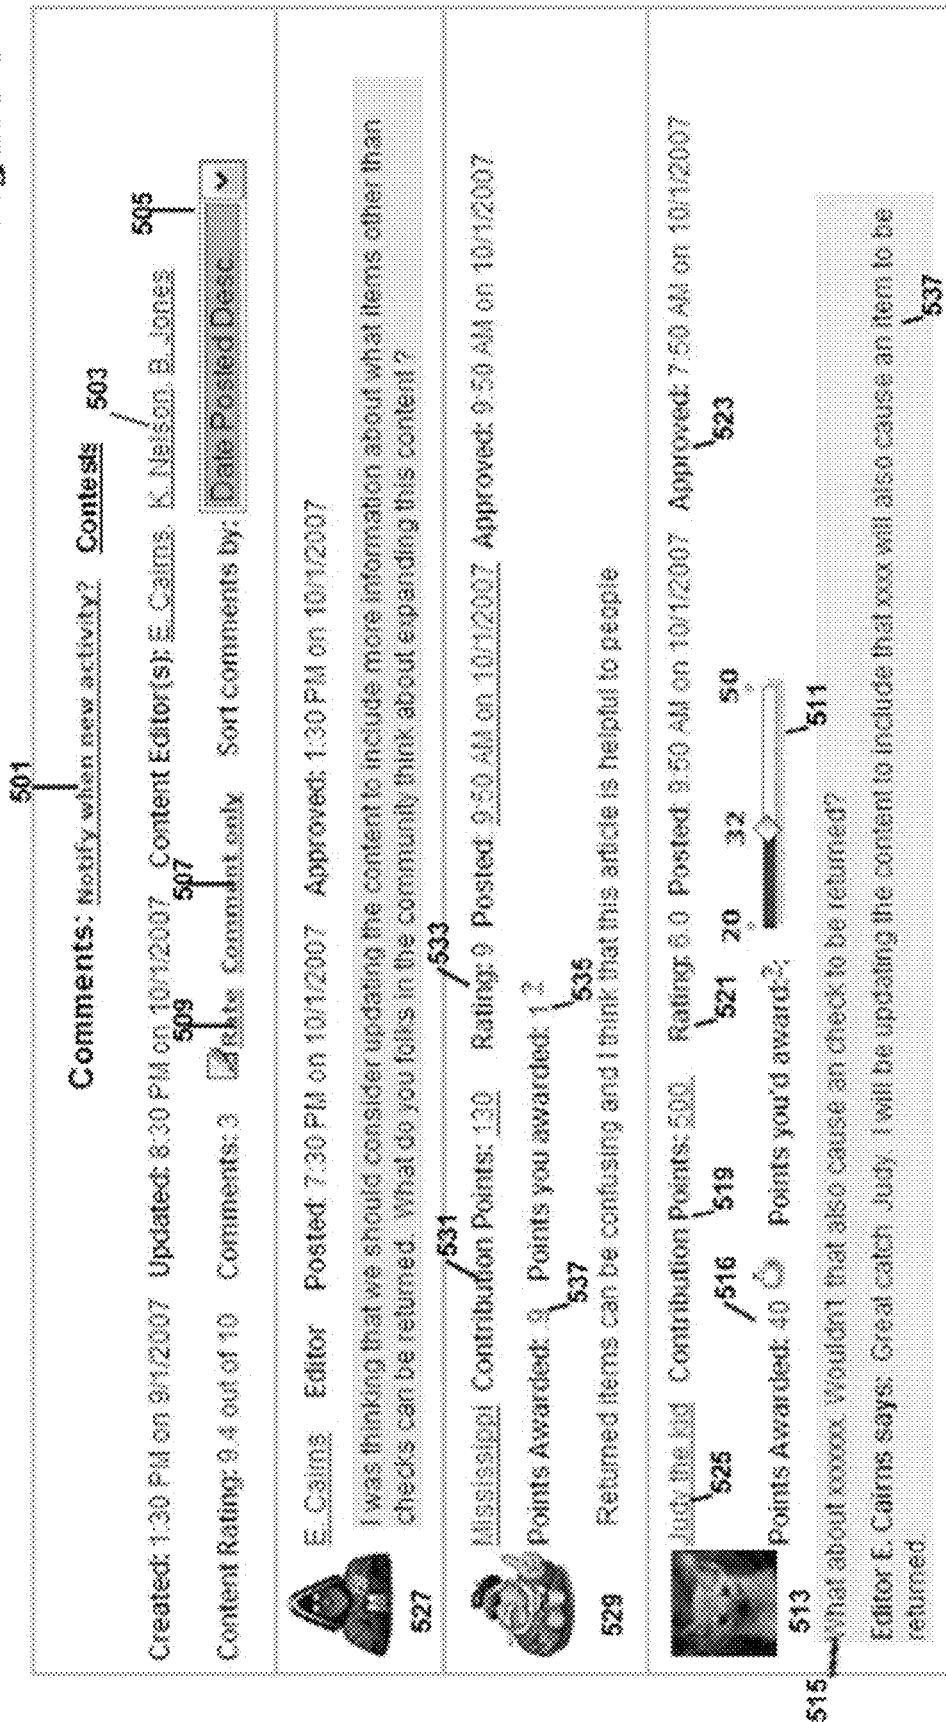 501
Comments: Notify when new activity? Contests
503
Created: 1:30 PM on 9/1/2007 Updated: 8:30 PM on 10/1/2007 Content Editor(s): E. Cairns, K. Nelson B. Jones
509 507 505
Content Rating: 9.4 out of 10 Comments: 3 Rate Comment only Sort comments by: Date Posted Desc
E. Cairns Editor Posted: 7:30 PM on 10/1/2007 Approved: 1:30 PM on 10/1/2007
I was thinking that we should consider updating the content to include more information about what items other than
checks can be returned. What do you folks in the community think about expanding this content?
527
531 533
Mississippi Contribution Points: 130 Rating: 9 Posted: 9:50 AM on 10/1/2007 Approved: 9:50 AM on 10/1/2007
Points Awarded: 9 Points you awarded: 1 2
537 535
Returned items can be confusing and I think that this article is helpful to people
529
Judy the kid Contribution Points: 500 Rating: 6.0 Posted: 9:50 AM on 10/1/2007 Approved: 7:50 AM on 10/1/2007
525 519 521 523
516 20 32 50
Points Awarded: 40 Points you'd award: ?
511
513
515
What about xxxxxx. Wouldn't that also cause an check to be returned?
Editor E. Cairns says: Great catch Judy. I will be updating the content to include that xxx will also cause an item to be
returned.
537